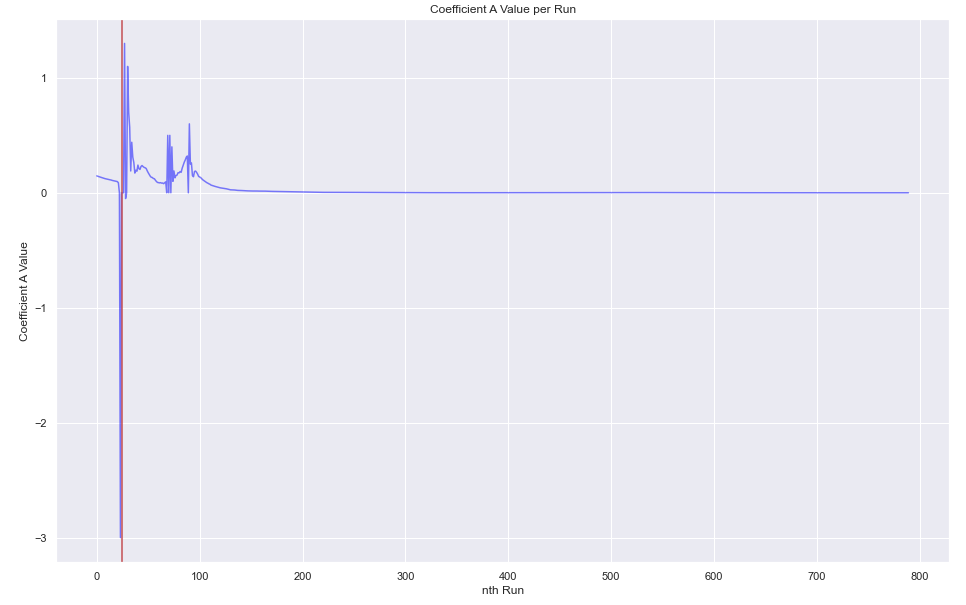 Coefficient A Value per Run
Coefficient A Value
1
0
−1
−2
−3
0 100 200 300 400 500 600 700 800
nth Run